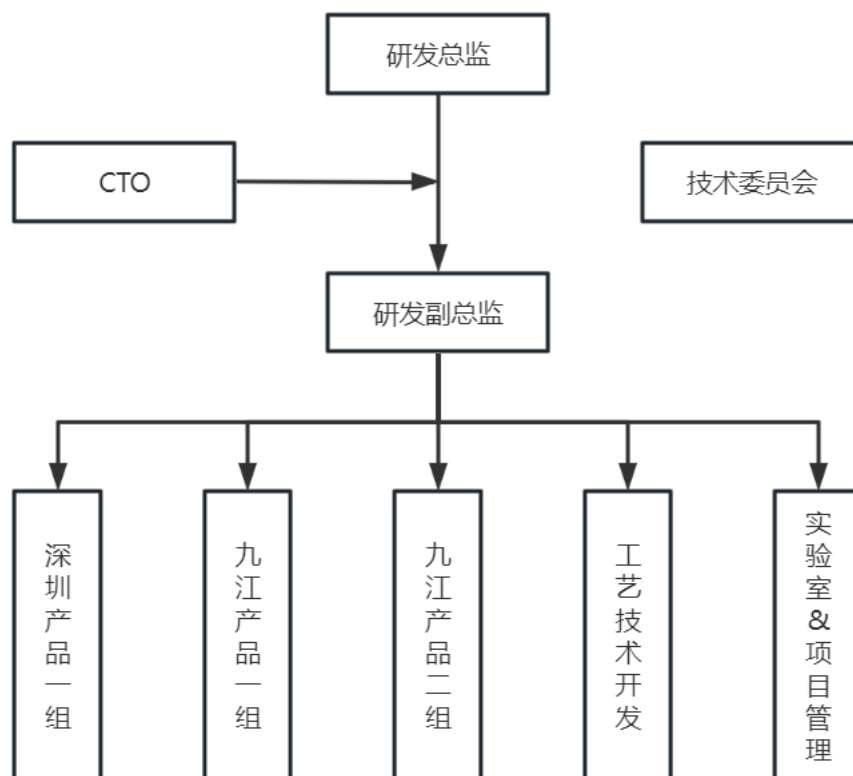 研发总监
CTO
技术委员会
研发副总监
深圳产品一组
九江产品一组
九江产品二组
工艺技术开发
实验室&项目管理